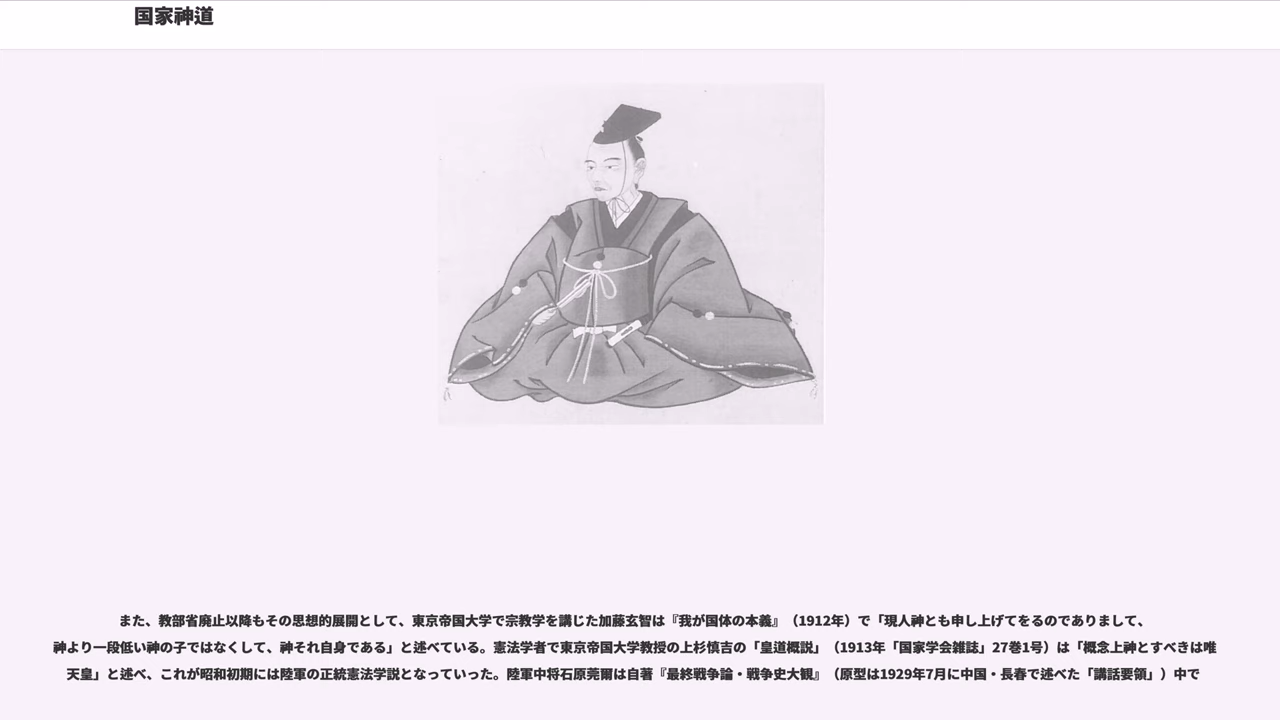 国家神道
また、教部省廃止以降もその思想的展開として、東京帝国大学で宗教学を講じた加藤玄智は『我が国体の本義』（1912年）で「現人神とも申し上げてをるのでありまして、
神より一段低い神の子ではなくして、神それ自身である」と述べている。憲法学者で東京帝国大学教授の上杉慎吉の「皇道概説」（1913年「国家学会雑誌」27巻1号）は「概念上神とすべきは唯
天皇」と述べ、これが昭和初期には陸軍の正統憲法学説となっていった。陸軍中将石原莞爾は自著『最終戦争論・戦争史大観』（原型は1929年7月に中国・長春で述べた「講話要領」）中で